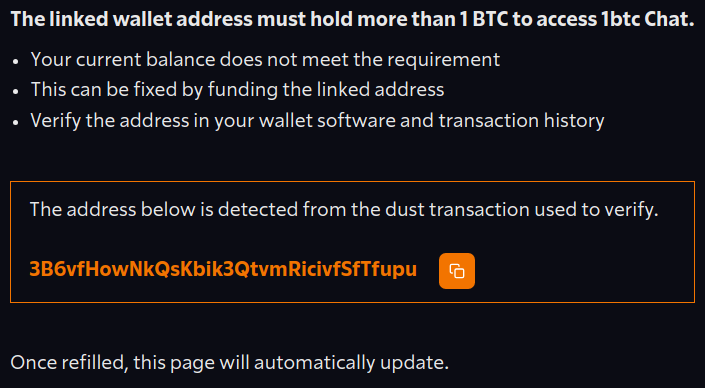 The linked wallet address must hold more than 1 BTC to access 1btc Chat.
• Your current balance does not meet the requirement
• This can be fixed by funding the linked address
• Verify the address in your wallet software and transaction history
The address below is detected from the dust transaction used to verify.
3B6vfHowNkQsKbik3QtvmRicivfSfTfupu
Once refilled, this page will automatically update.